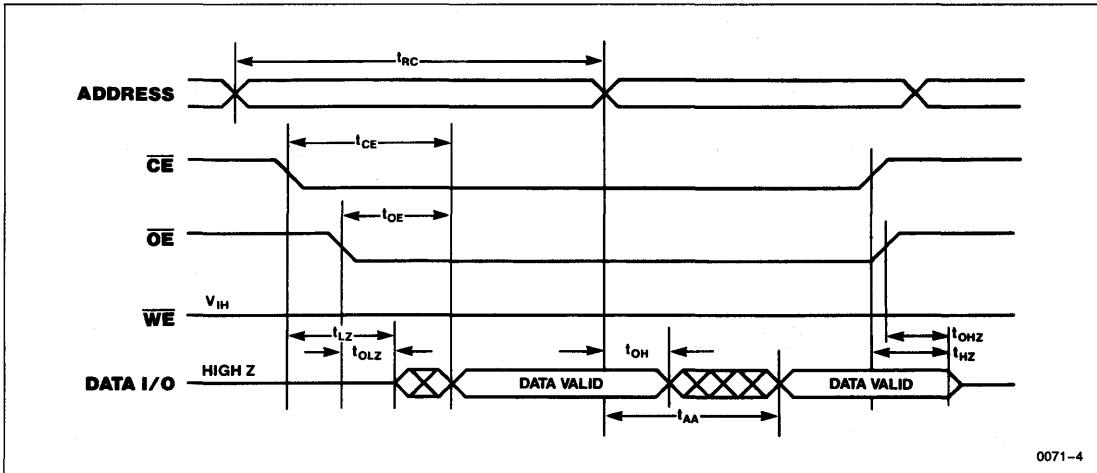 tRC
ADDRESS
tCE
CE
tOE
OE
VIH
WE
tLZ
tOHZ
tOLZ
tOH
tHZ
HIGH Z
DATA I/O
DATA VALID
DATA VALID
tAA
0071-4